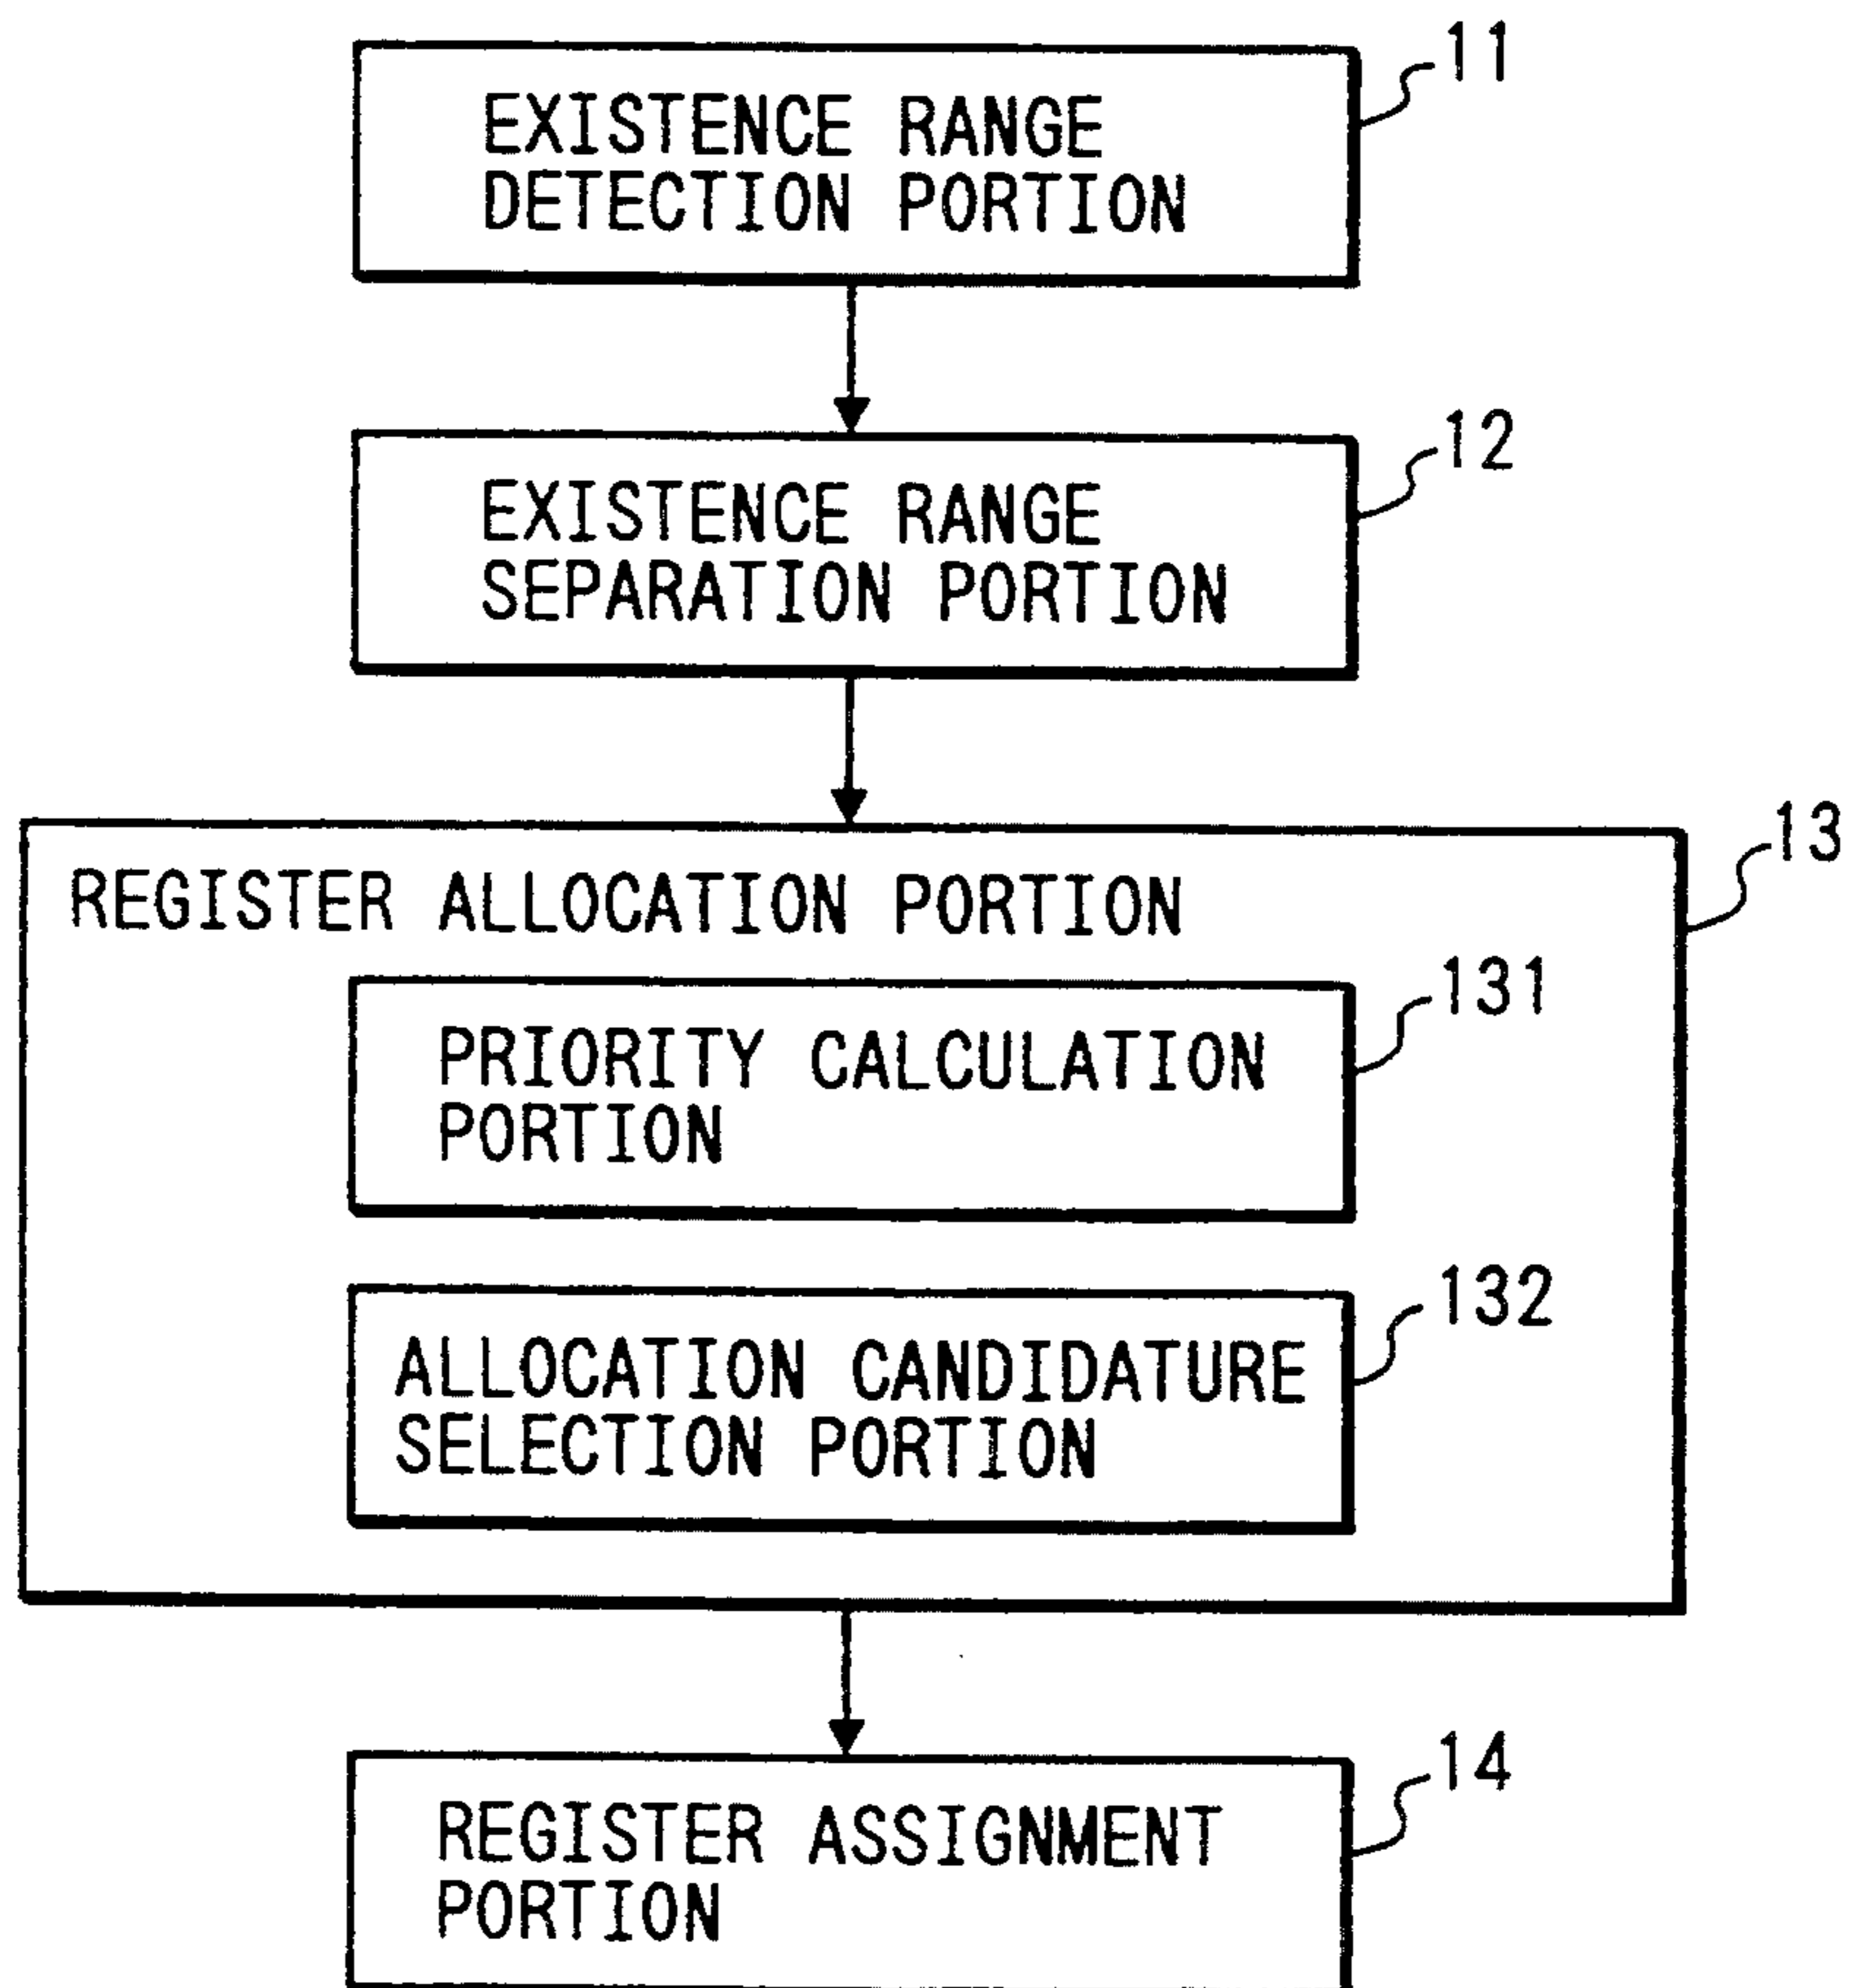 11
EXISTENCE RANGE
DETECTION PORTION
12
EXISTENCE RANGE
SEPARATION PORTION
13
REGISTER ALLOCATION PORTION
131
PRIORITY CALCULATION
PORTION
132
ALLOCATION CANDIDATURE
SELECTION PORTION
14
REGISTER ASSIGNMENT
PORTION